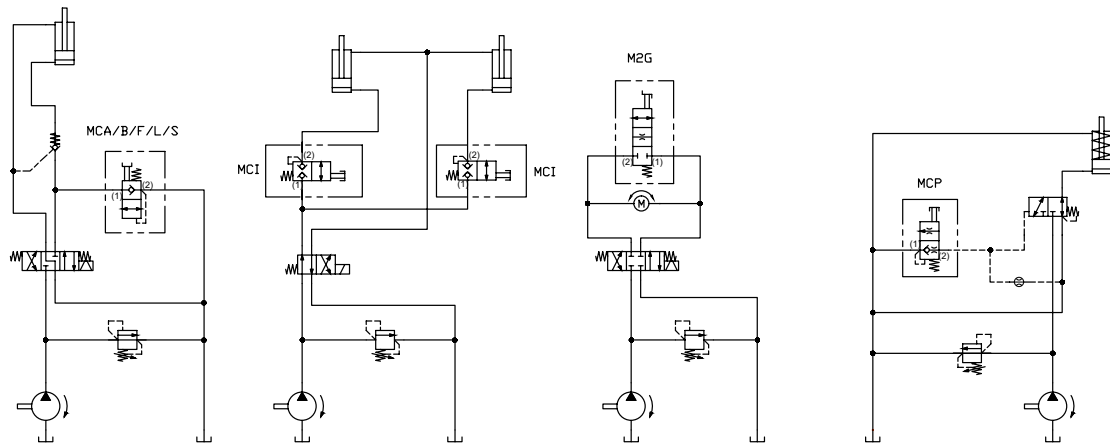 MCA/B/F/L/S
(1) (2)
MCI
(2)
(1)
(2)
(1)
MCI
M2G
(2) (1)
M
MCP
(1
(2)